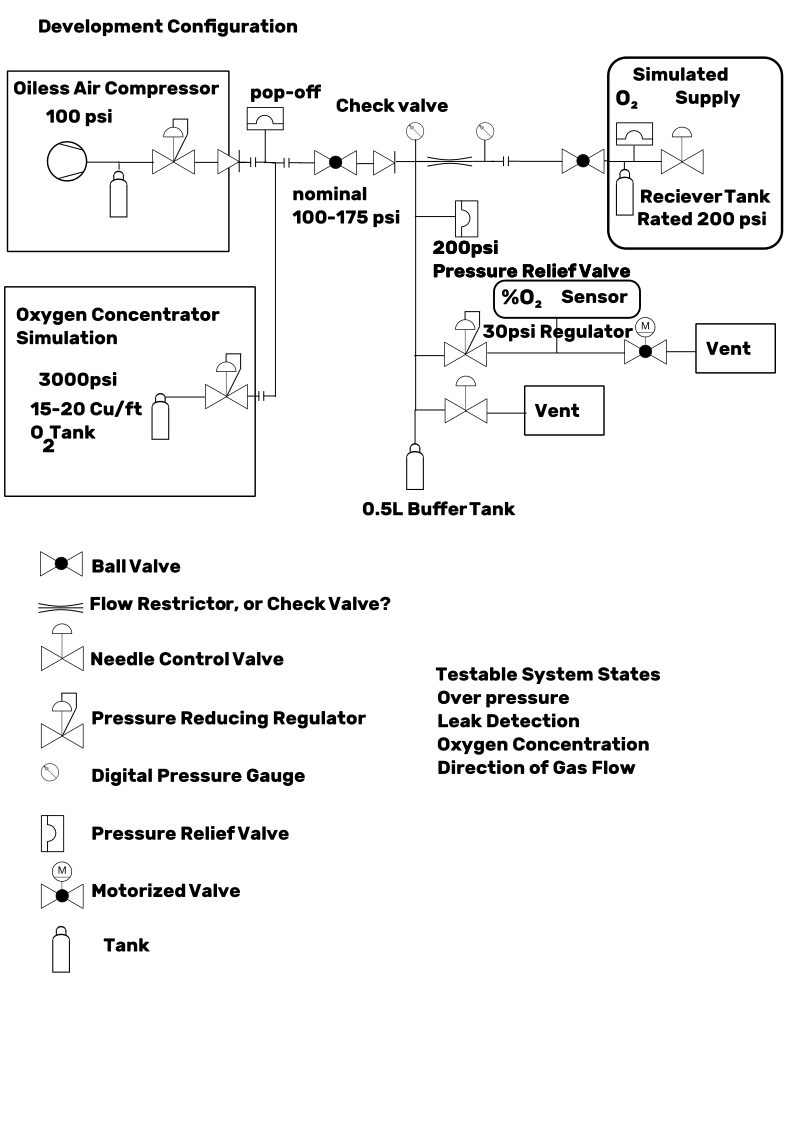 Development Configuration
Oiless Air Compressor
100 psi
pop-off
Check valve
Simulated
O₂ Supply
nominal
100-175 psi
Reciever Tank
Rated 200 psi
200psi
Pressure Relief Valve
%O₂ Sensor
30psi Regulator
M
Vent
Oxygen Concentrator
Simulation
3000psi
15-20 Cu/ft
O₂ Tank
Vent
0.5L Buffer Tank
Ball Valve
Flow Restrictor, or Check Valve?
Needle Control Valve
Pressure Reducing Regulator
Digital Pressure Gauge
Pressure Relief Valve
M
Motorized Valve
Tank
Testable System States
Over pressure
Leak Detection
Oxygen Concentration
Direction of Gas Flow